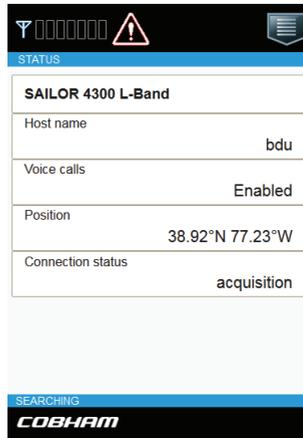 STATUS
SAILOR 4300 L-Band
Host name
bdu
Voice calls
Enabled
Position
38.92°N 77.23°W
Connection status
acquisition
SEARCHING
COBHAM